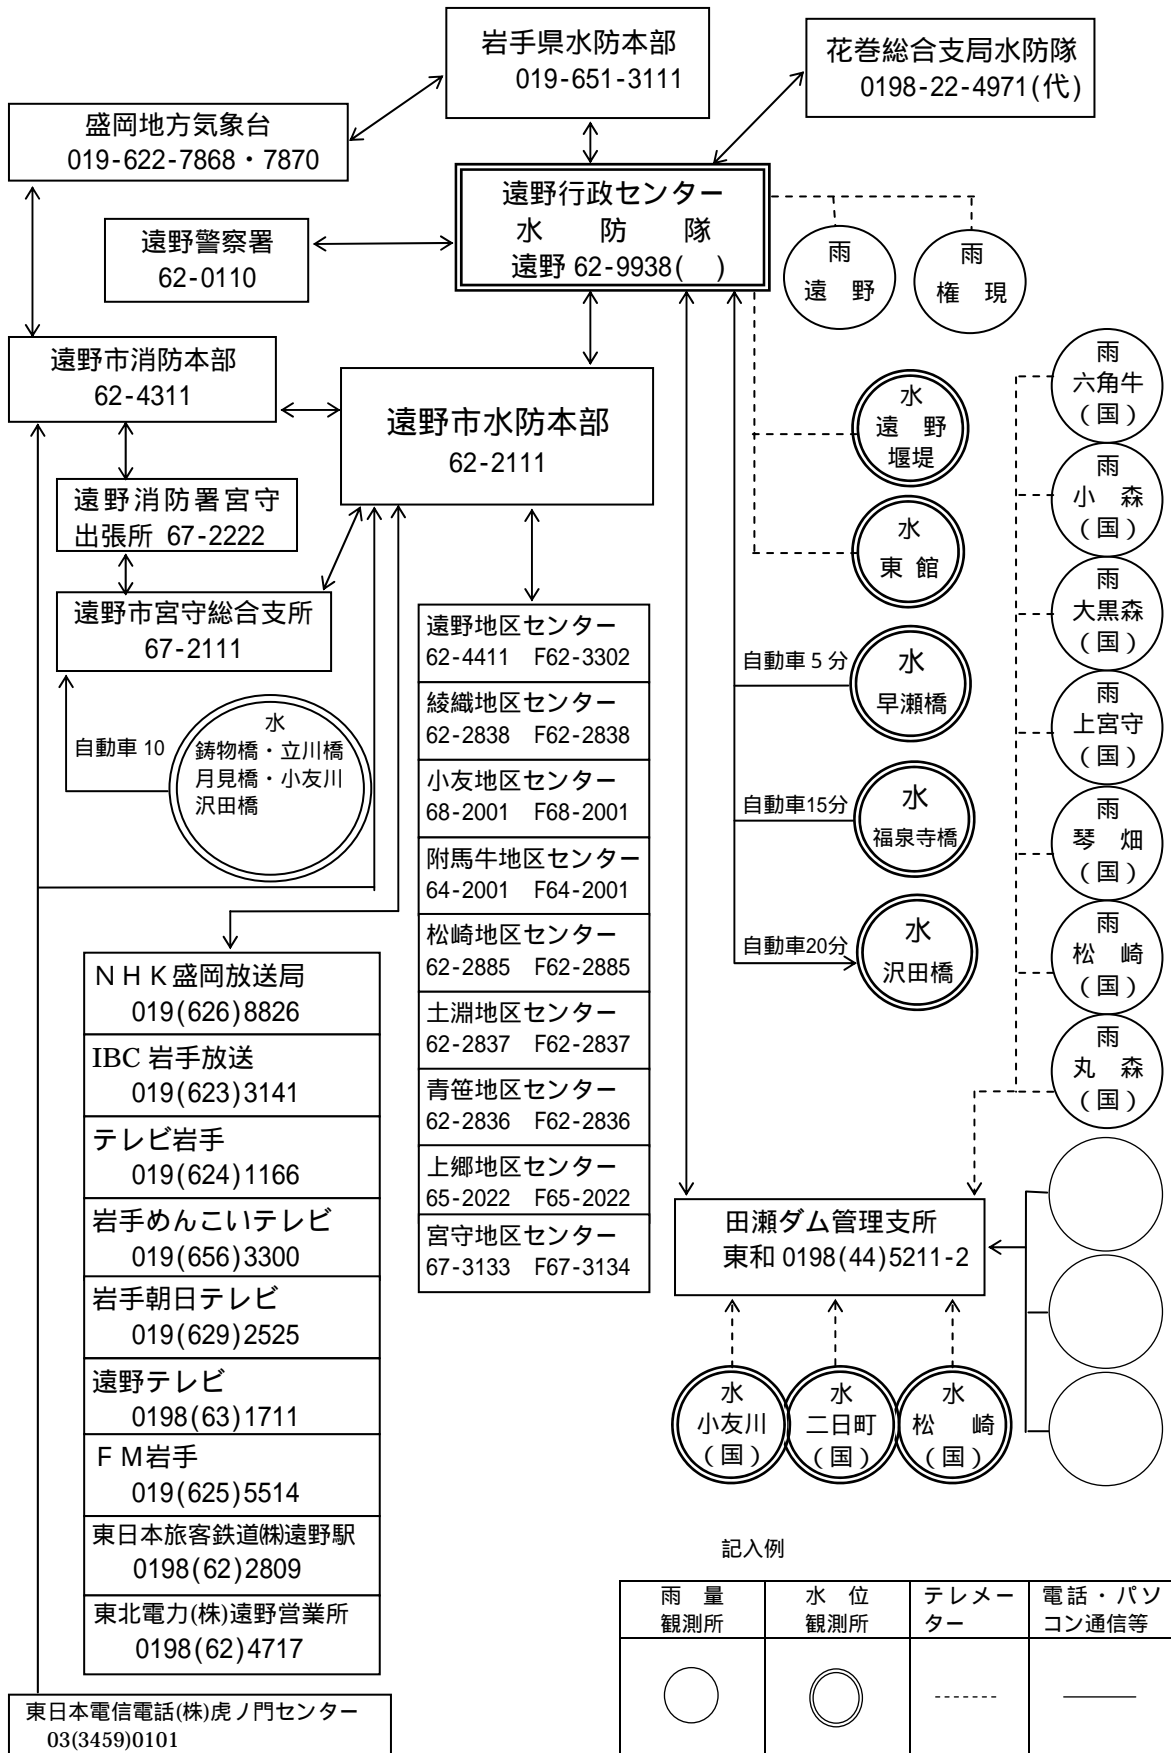 岩手県水防本部
019-651-3111
花巻総合支局水防隊
0198-22-4971(代)
盛岡地方気象台
019-622-7868・7870
遠野行政センター
水 防 隊
遠野 62-9938( )
遠野警察署
62-0110
雨
遠 野
雨
権 現
遠野市消防本部
62-4311
遠野市水防本部
62-2111
水
遠 野
堰堤
雨
六角牛
(国)
遠野消防署宮守
出張所 67-2222
水
東 館
雨
小 森
(国)
遠野市宮守総合支所
67-2111
雨
大黒森
(国)
遠野地区センター
62-4411 F62-3302
自動車 5 分
水
早瀬橋
綾織地区センター
62-2838 F62-2838
雨
上宮守
(国)
自動車 10
水
鋳物橋・立川橋
月見橋・小友川
沢田橋
小友地区センター
68-2001 F68-2001
自動車15分
水
福泉寺橋
雨
琴 畑
(国)
附馬牛地区センター
64-2001 F64-2001
松崎地区センター
62-2885 F62-2885
自動車20分
水
沢田橋
雨
松 崎
(国)
NHK盛岡放送局
019(626)8826
土淵地区センター
62-2837 F62-2837
雨
丸 森
(国)
IBC 岩手放送
019(623)3141
青笹地区センター
62-2836 F62-2836
テレビ岩手
019(624)1166
上郷地区センター
65-2022 F65-2022
岩手めんこいテレビ
019(656)3300
宮守地区センター
67-3133 F67-3134
田瀬ダム管理支所
東和 0198(44)5211-2
岩手朝日テレビ
019(629)2525
遠野テレビ
0198(63)1711
水
小友川
(国)
水
二日町
(国)
水
松 崎
(国)
FM岩手
019(625)5514
東日本旅客鉄道㈱遠野駅
0198(62)2809
東北電力(株)遠野営業所
0198(62)4717
東日本電信電話(株)虎ノ門センター
03(3459)0101
記入例
雨 量
観測所
水 位
観測所
テレメー
ター
電話・パソ
コン通信等